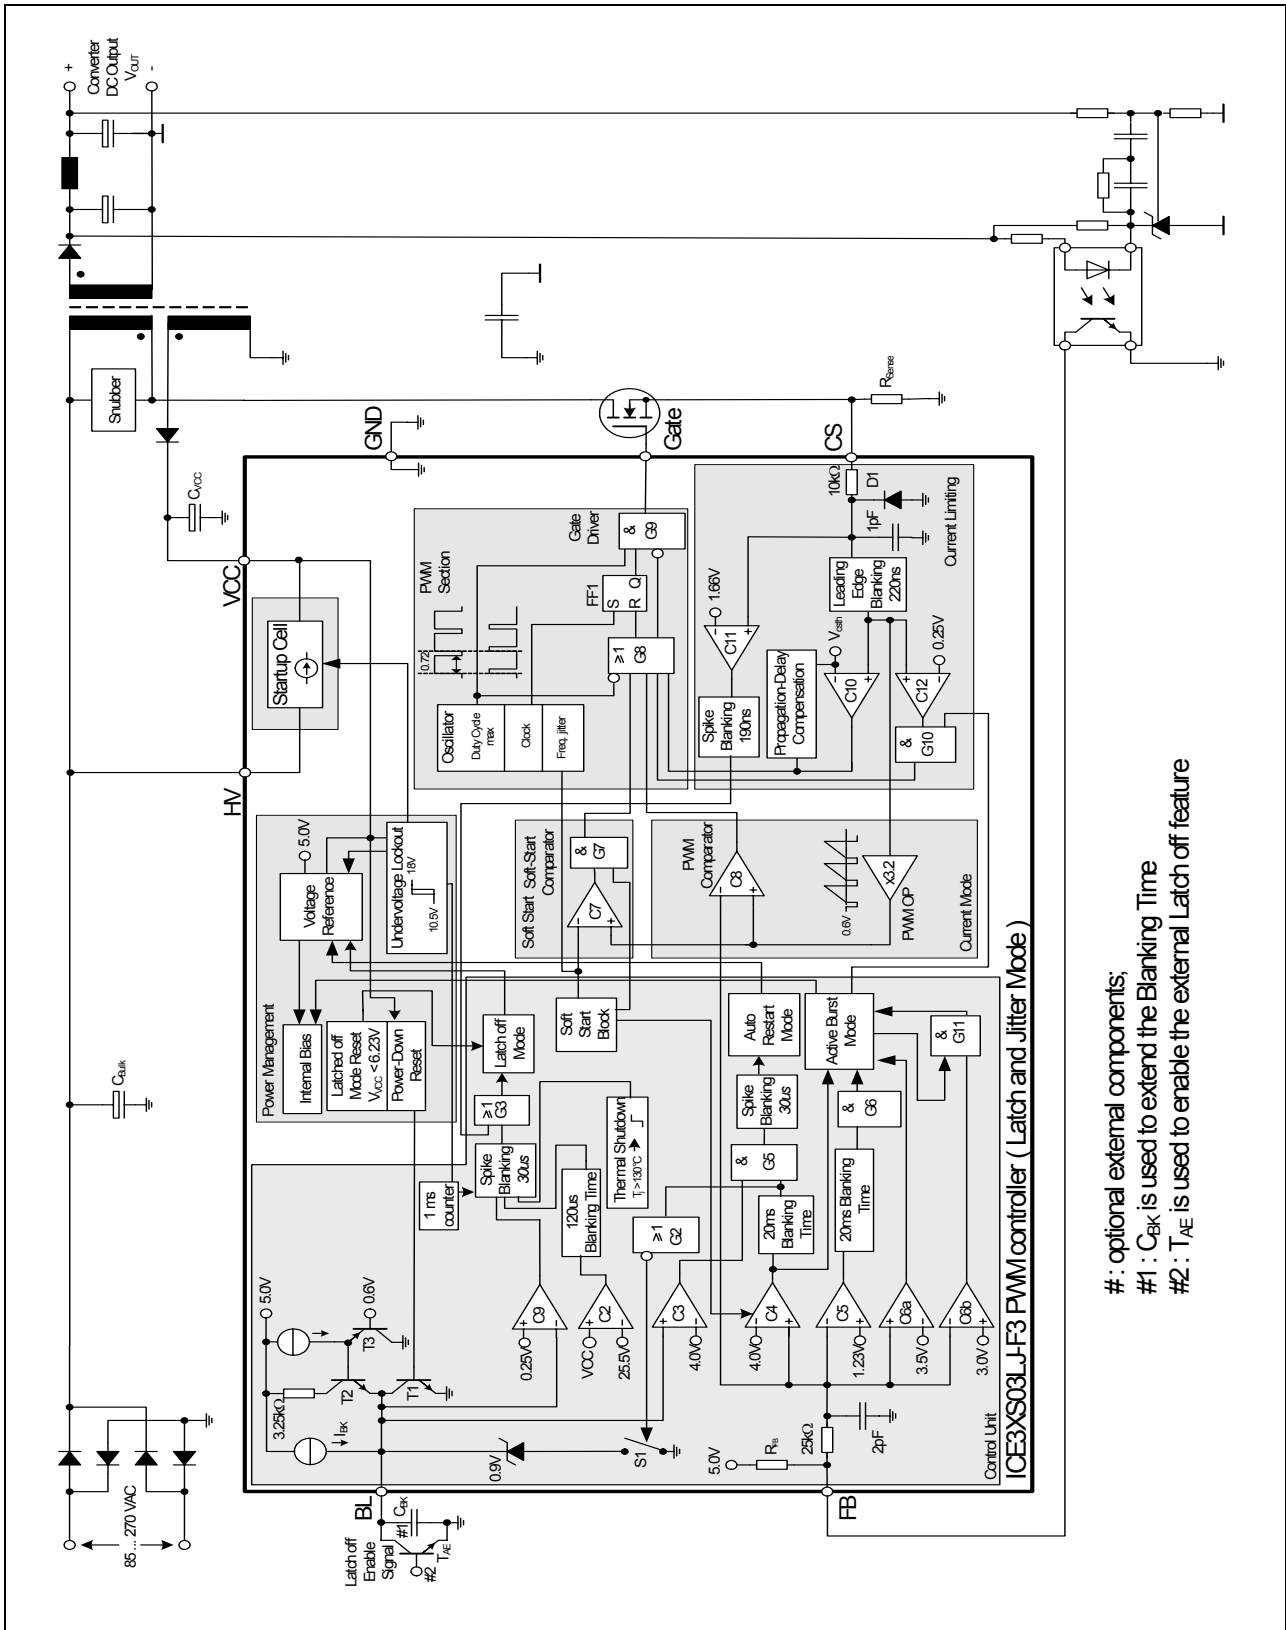 85 ... 270 VAC
CBulk
Snubber
+
Converter
DC Output
VOUT
-
CVCC
HV
VCC
GND
Startup Cell
Power Management
Internal Bias
Voltage
Reference
5.0V
Latched off
Mode Reset
VVCC < 6.23V
Power-Down
Reset
Undervoltage Lockout
18V
10.5V
Latch off
Enable
Signal
#1
CBK
#2
TAE
BL
5.0V
3.25kΩ
IBK
T2
T3
0.6V
T1
0.9V
S1
1 ms
counter
0.25V
+
-
C9
Spike
Blanking
30us
≥1
G3
Latch off
Mode
VCC
25.5V
+
-
C2
120us
Blanking Time
Thermal Shutdown
Tj >130°C
4.0V
+
-
C3
≥1
G2
&
G5
Spike
Blanking
30us
Auto
Restart
Mode
4.0V
-
+
C4
20ms
Blanking
Time
1.23V
-
+
C5
20ms Blanking
Time
&
G6
Active Burst
Mode
3.5V
+
-
C6a
3.0V
-
+
C6b
&
G11
5.0V
RFB
25kΩ
2pF
FB
Control Unit
Soft
Start
Block
Soft Start
Soft-Start
Comparator
-
+
C7
&
G7
PWM
Comparator
-
+
C8
0.6V
x3.2
PWM OP
Current Mode
PWM
Section
0.72
Oscillator
Duty Cycle
max
Clock
Freq. jitter
≥1
G8
FF1
S
R
Q
Gate
Driver
&
G9
Gate
Spike
Blanking
190ns
-
+
C11
1.66V
Propagation-Delay
Compensation
Vcsth
-
+
C10
Leading
Edge
Blanking
220ns
+
-
C12
0.25V
&
G10
10kΩ
D1
1pF
CS
RSense
Current Limiting
ICE3XS03LJ-F3 PWM controller ( Latch and Jitter Mode )
# : optional external components;
#1 : CBK is used to extend the Blanking Time
#2 : TAE is used to enable the external Latch off feature